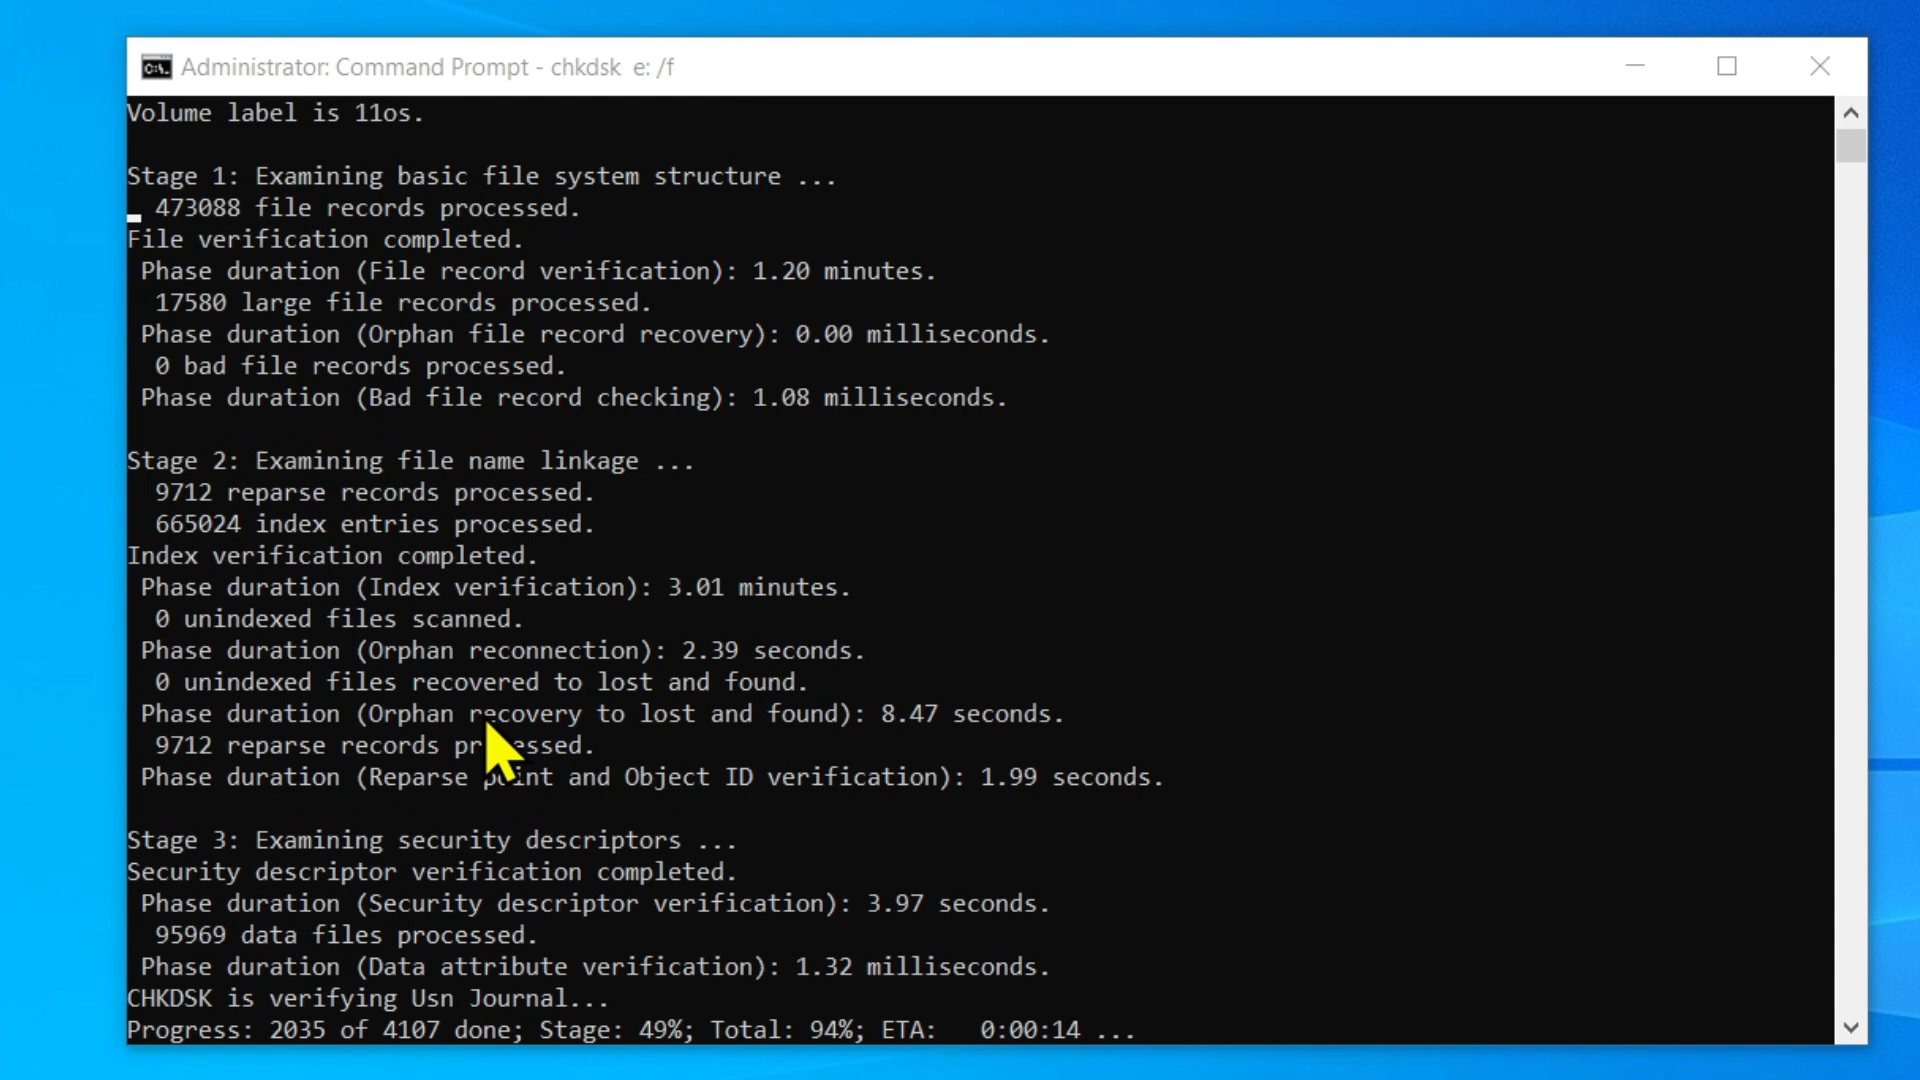 Administrator: Command Prompt - chkdsk  e: /f
Volume label is 11os.
Stage 1: Examining basic file system structure ...
473088 file records processed.
File verification completed.
Phase duration (File record verification): 1.20 minutes.
17580 large file records processed.
Phase duration (Orphan file record recovery): 0.00 milliseconds.
0 bad file records processed.
Phase duration (Bad file record checking): 1.08 milliseconds.
Stage 2: Examining file name linkage ...
9712 reparse records processed.
665024 index entries processed.
Index verification completed.
Phase duration (Index verification): 3.01 minutes.
0 unindexed files scanned.
Phase duration (Orphan reconnection): 2.39 seconds.
0 unindexed files recovered to lost and found.
Phase duration (Orphan recovery to lost and found): 8.47 seconds.
9712 reparse records processed.
Phase duration (Reparse point and Object ID verification): 1.99 seconds.
Stage 3: Examining security descriptors ...
Security descriptor verification completed.
Phase duration (Security descriptor verification): 3.97 seconds.
95969 data files processed.
Phase duration (Data attribute verification): 1.32 milliseconds.
CHKDSK is verifying Usn Journal...
Progress: 2035 of 4107 done; Stage: 49%; Total: 94%; ETA:   0:00:14 ...